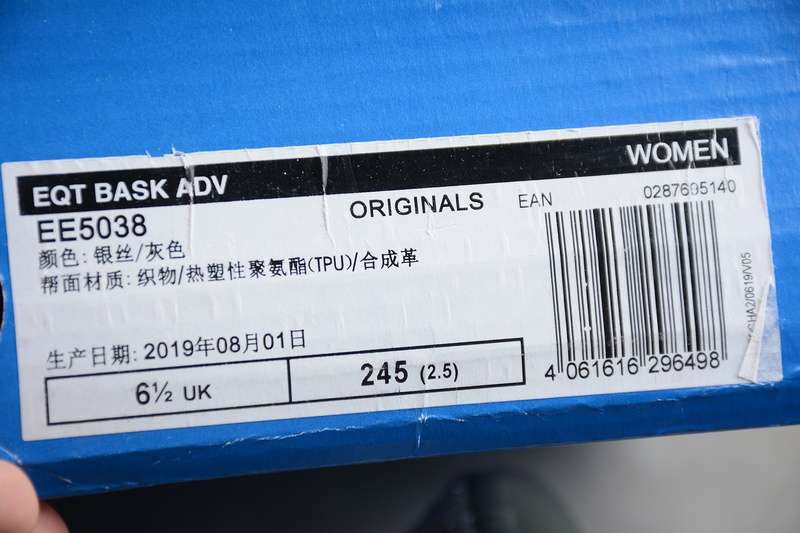 EQT BASK ADV
WOMEN
EE5038
ORIGINALS
EAN
0287695140
颜色: 银丝/灰色
帮面材质: 织物/热塑性聚氨酯(TPU)/合成革
生产日期: 2019年08月01日
6½ UK
245 (2.5)
4 061616 296498